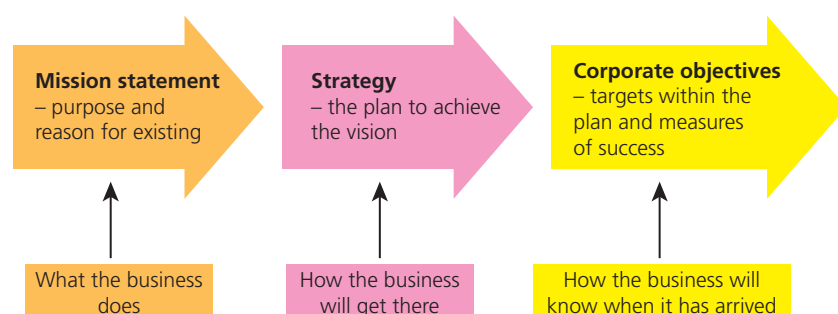 Mission statement
– purpose and
reason for existing
Strategy
– the plan to achieve
the vision
Corporate objectives
– targets within the
plan and measures
of success
What the business
does
How the business
will get there
How the business will
know when it has arrived